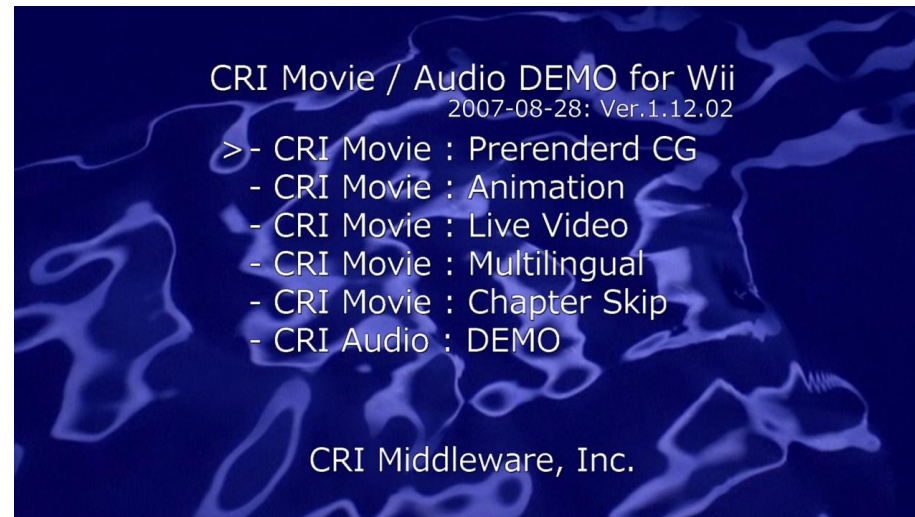 CRI Movie / Audio DEMO for Wii
2007-08-28: Ver.1.12.02
>- CRI Movie : Prerenderd CG
- CRI Movie : Animation
- CRI Movie : Live Video
- CRI Movie : Multilingual
- CRI Movie : Chapter Skip
- CRI Audio : DEMO
CRI Middleware, Inc.